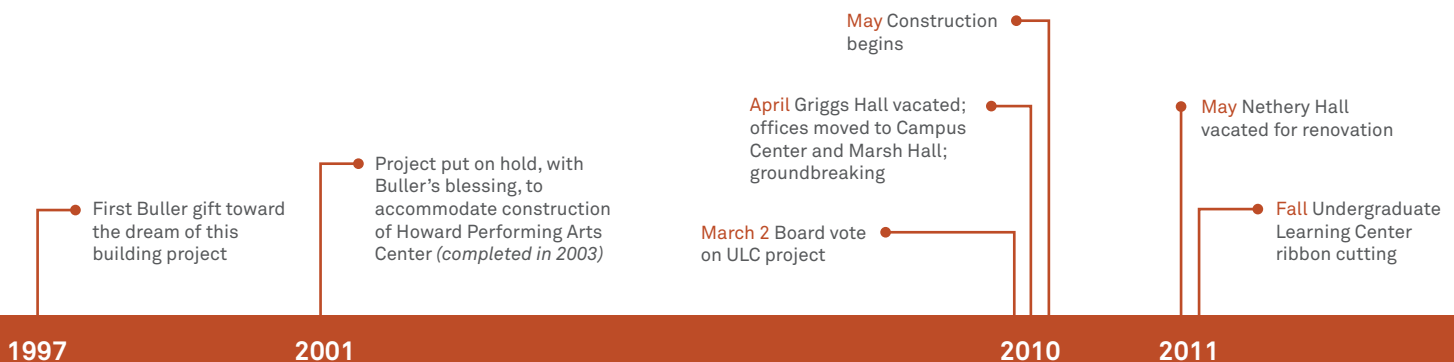 First Buller gift toward
the dream of this
building project
Project put on hold, with
Buller’s blessing, to
accommodate construction
of Howard Performing Arts
Center (completed in 2003)
March 2 Board vote
on ULC project
April Griggs Hall vacated;
offices moved to Campus
Center and Marsh Hall;
groundbreaking
May Construction
begins
May Nethery Hall
vacated for renovation
Fall Undergraduate
Learning Center
ribbon cutting
1997
2001
2010
2011